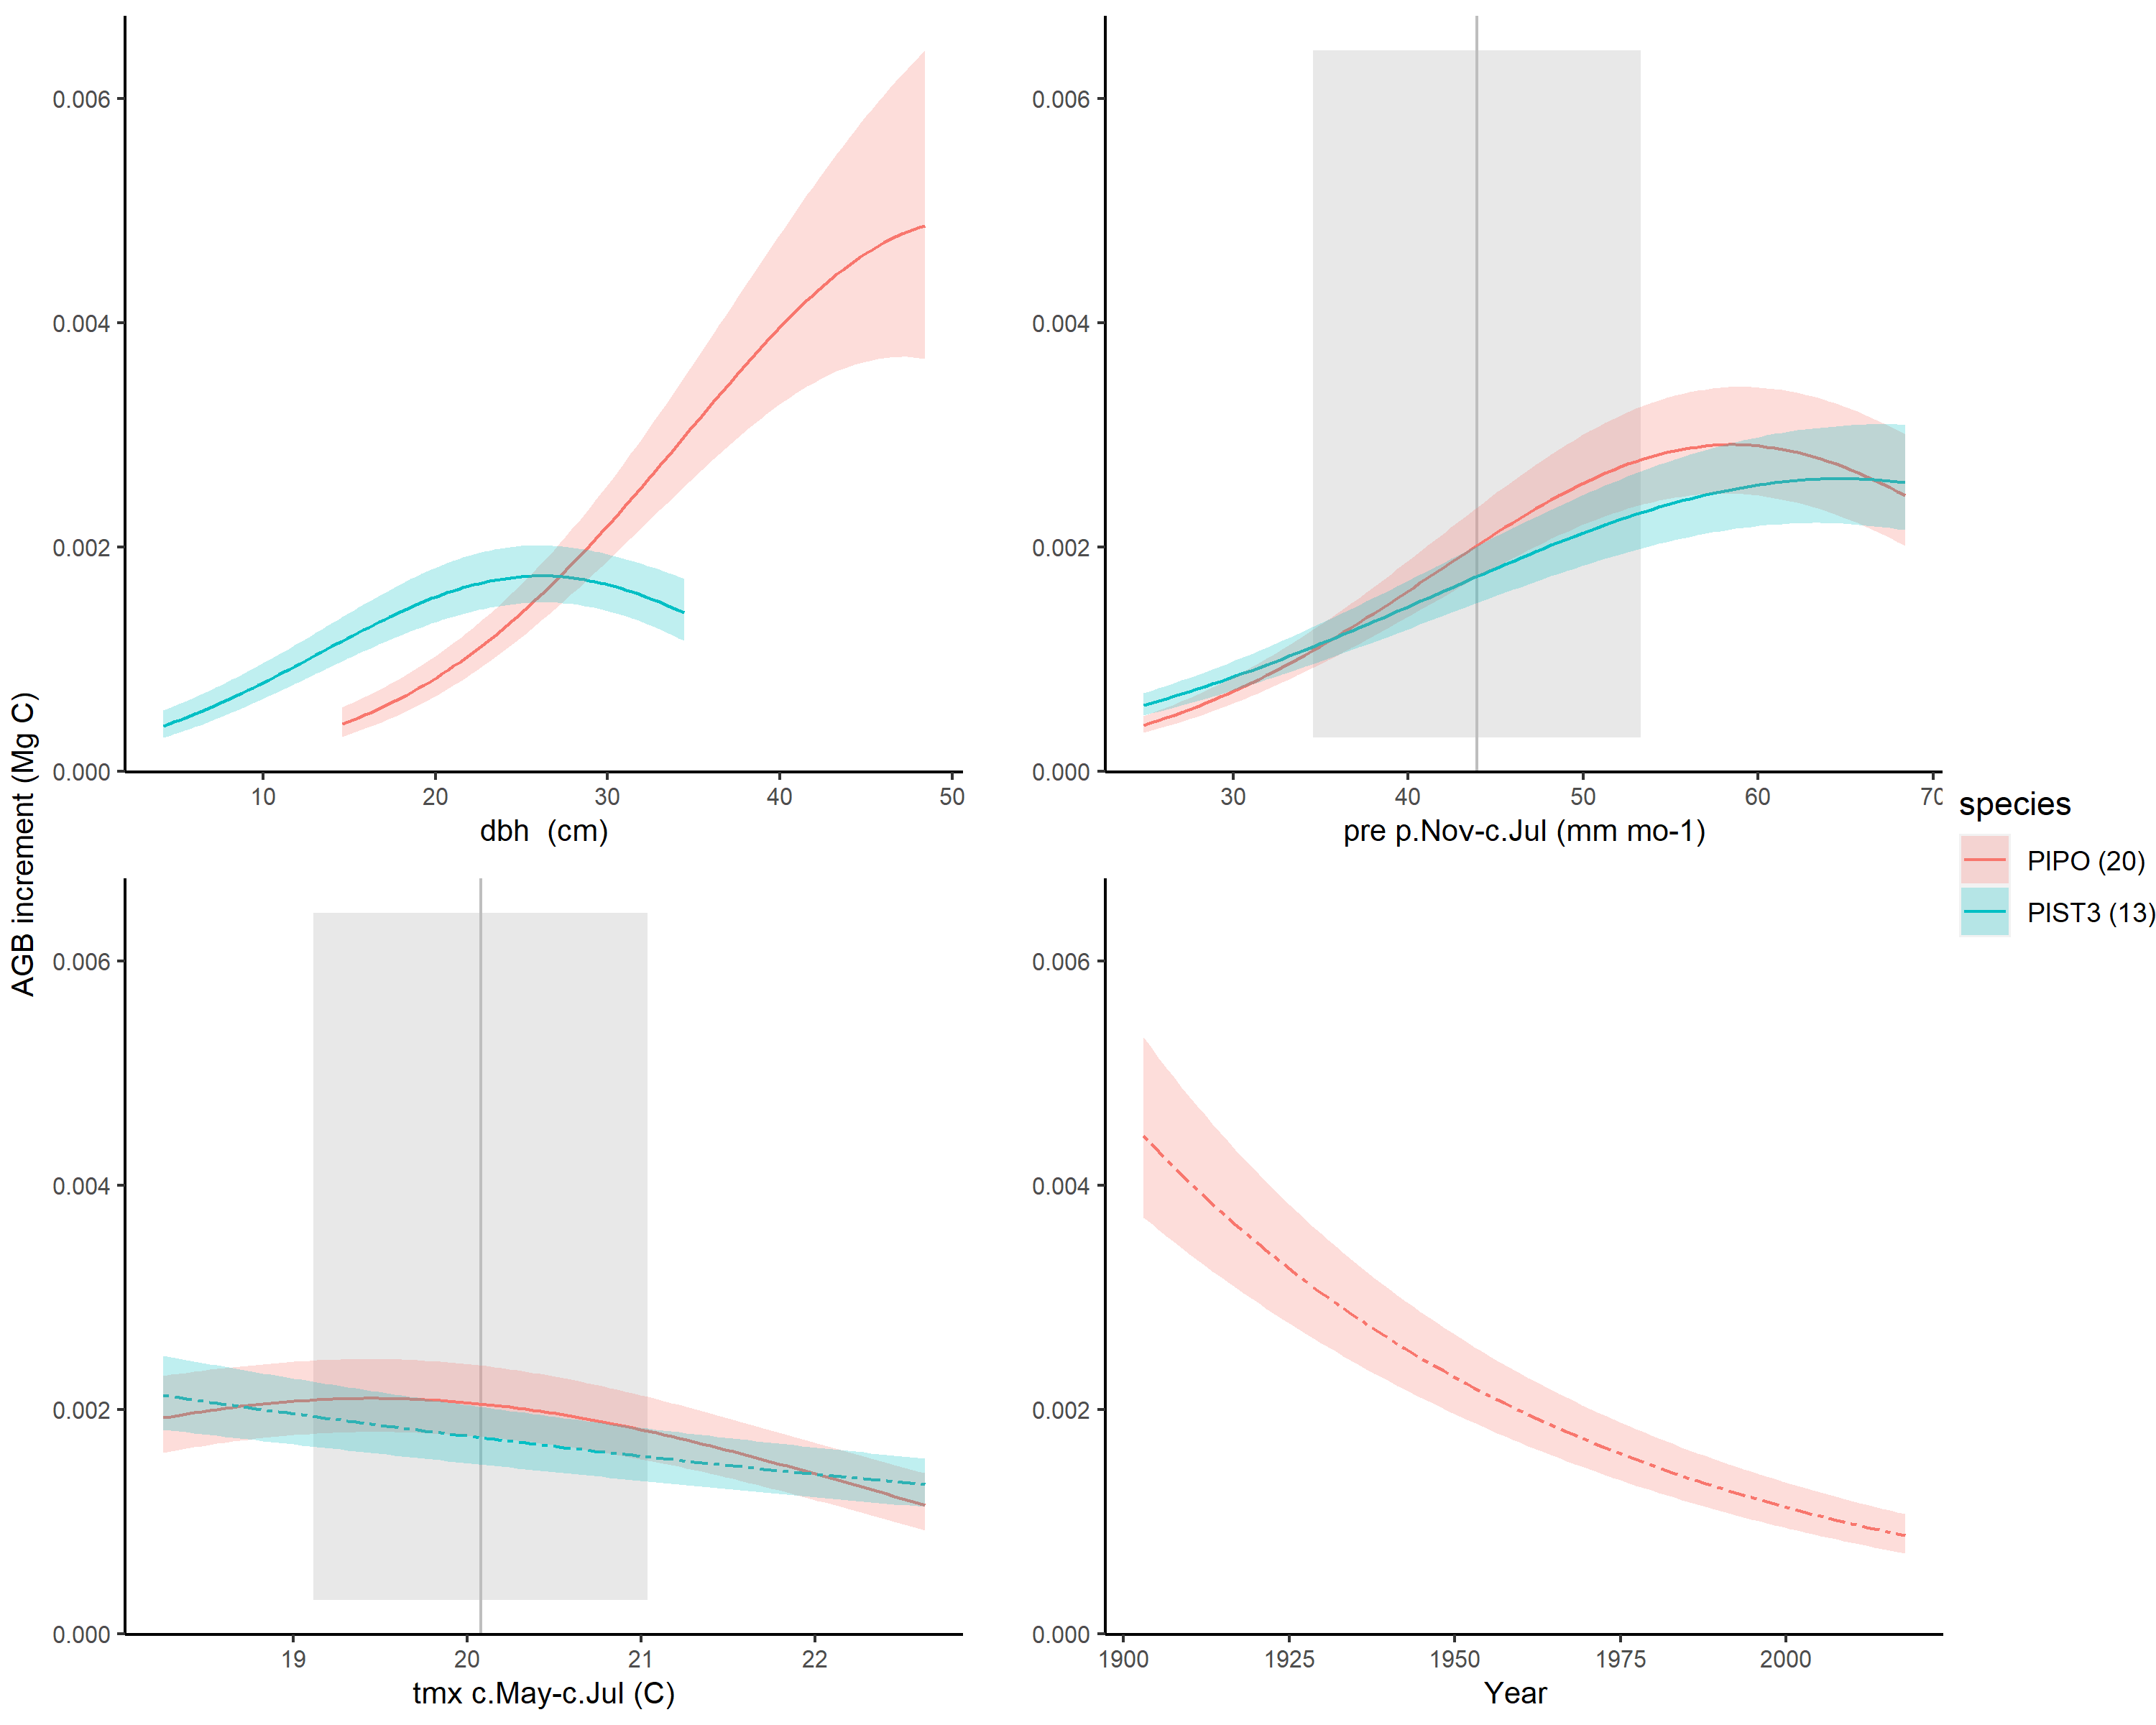 AGB increment (Mg C)
0.006
0.004
0.002
0.000
10 20 30 40 50
dbh (cm)
0.006
0.004
0.002
0.000
30 40 50 60 70
pre p.Nov-c.Jul (mm mo-1)
species
PIPO (20)
PIST3 (13)
0.006
0.004
0.002
0.000
19 20 21 22
tmx c.May-c.Jul (C)
0.006
0.004
0.002
0.000
1900 1925 1950 1975 2000
Year